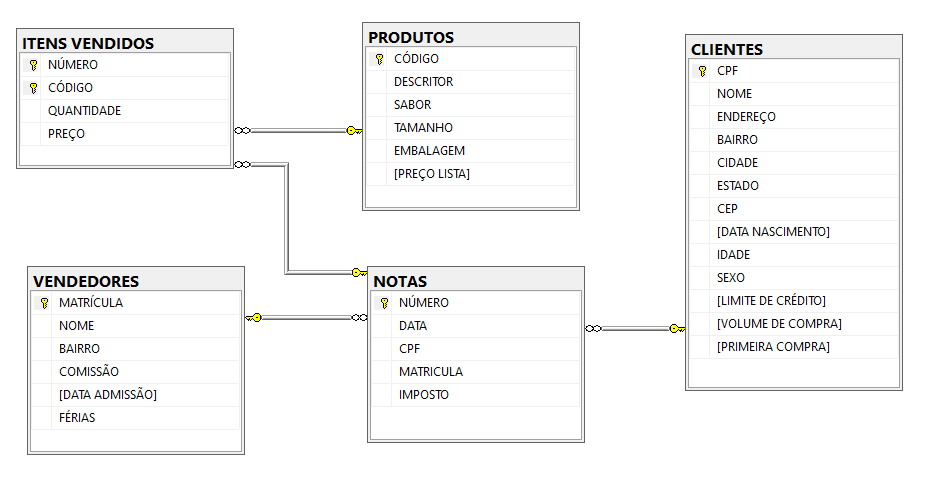 ITENS VENDIDOS
NÚMERO
CÓDIGO
QUANTIDADE
PREÇO
PRODUTOS
CÓDIGO
DESCRITOR
SABOR
TAMANHO
EMBALAGEM
[PREÇO LISTA]
CLIENTES
CPF
NOME
ENDEREÇO
BAIRRO
CIDADE
ESTADO
CEP
[DATA NASCIMENTO]
IDADE
SEXO
[LIMITE DE CRÉDITO]
[VOLUME DE COMPRA]
[PRIMEIRA COMPRA]
VENDEDORES
MATRÍCULA
NOME
BAIRRO
COMISSÃO
[DATA ADMISSÃO]
FÉRIAS
NOTAS
NÚMERO
DATA
CPF
MATRICULA
IMPOSTO